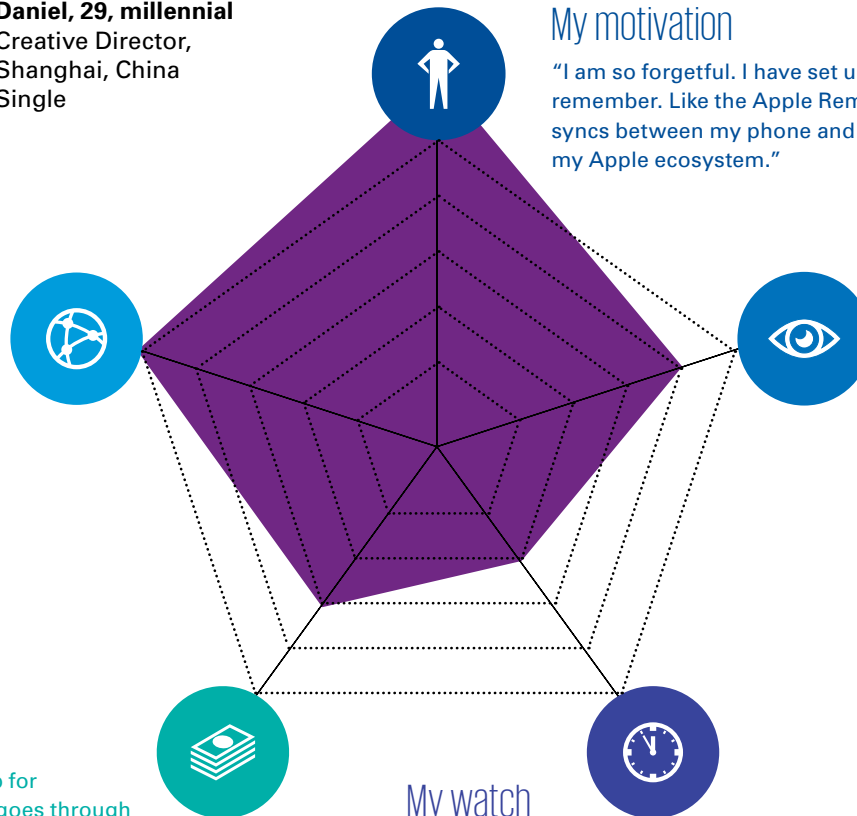 Daniel, 29, millennial
Creative Director,
Shanghai, China
Single
My motivation
“I am so forgetful. I have set u
remember. Like the Apple Rem
syncs between my phone and
my Apple ecosystem.”
for
goes through
My watch